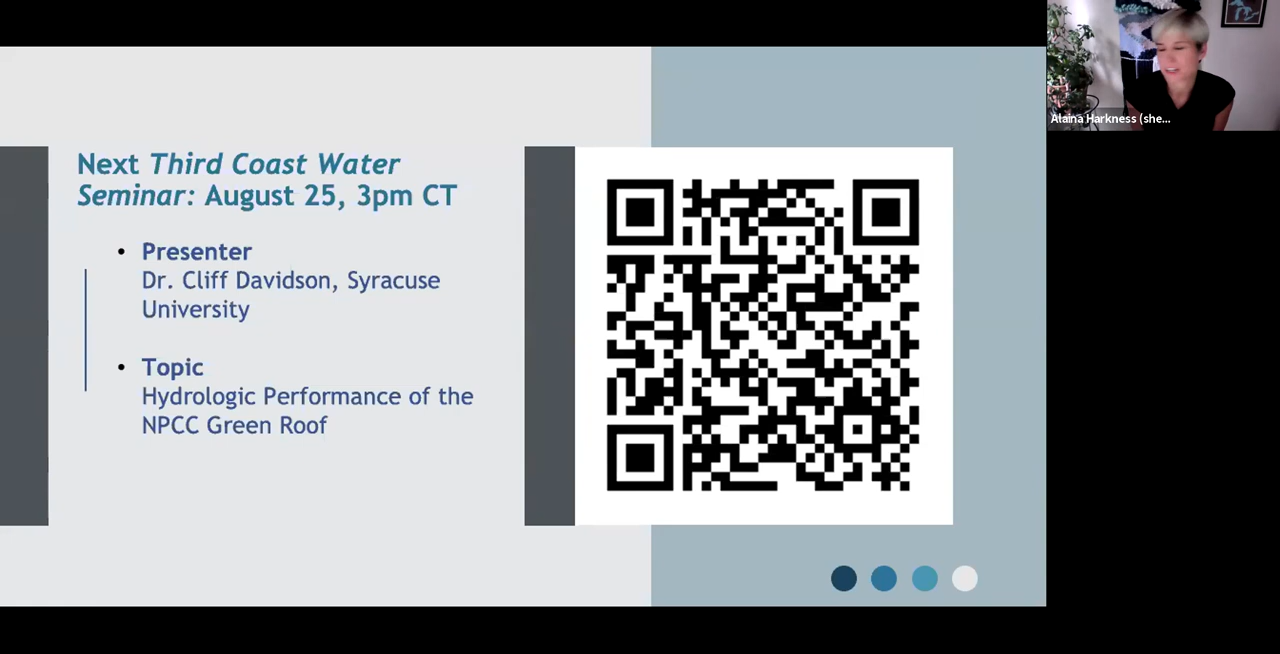 Next Third Coast Water
Seminar: August 25, 3pm CT
• Presenter
Dr. Cliff Davidson, Syracuse
University
• Topic
Hydrologic Performance of the
NPCC Green Roof
Alaina Harkness (she...